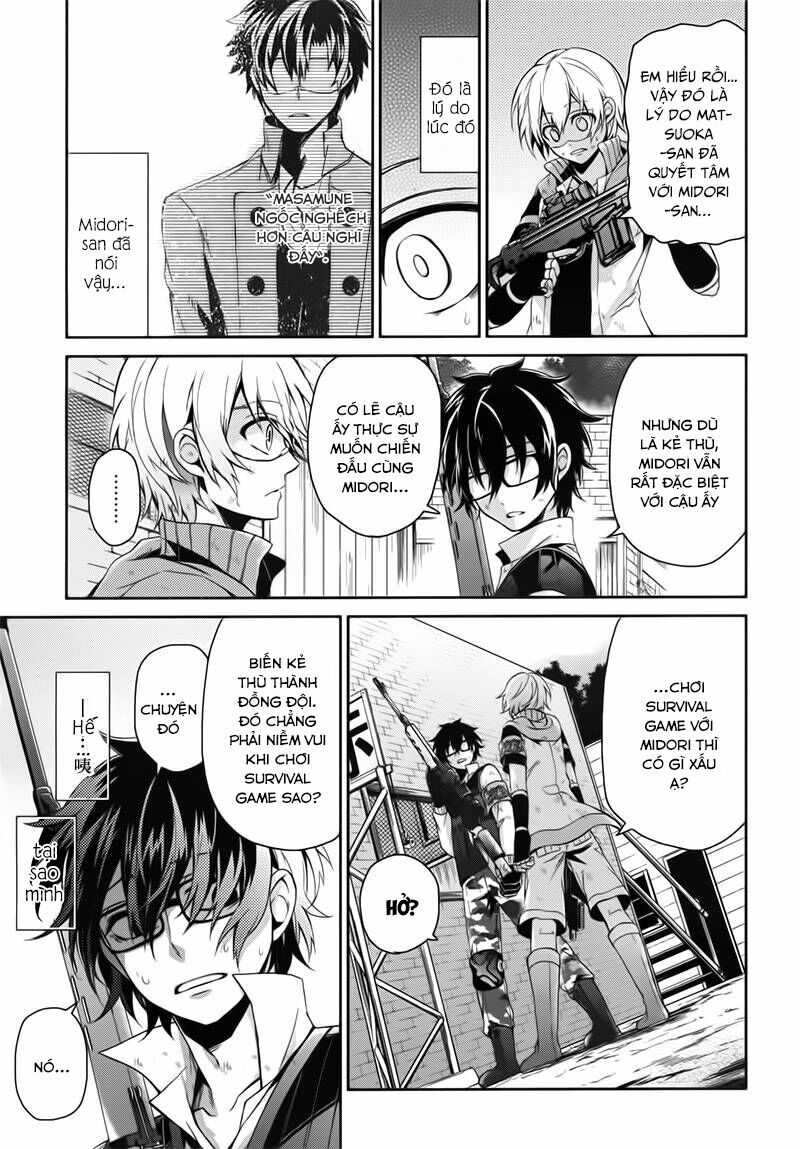 EM HIỂU RỒI...
VẬY ĐÓ LÀ
LÝ DO MAT-
SUOKA
-SAN ĐÃ
QUYẾT TÂM
VỚI MIDORI
-SAN...
Đó là
lý do
lúc đó
"MASAMUNE
NGỐC NGHẾCH
HƠN CẬU NGHĨ
ĐẤY".
Midori-
san đã
nói
vậy...
NHƯNG DÙ
LÀ KẺ THÙ,
MIDORI VẪN
RẤT ĐẶC BIỆT
VỚI CẬU ẤY
CÓ LẼ CẬU
ẤY THỰC SỰ
MUỐN CHIẾN
ĐẤU CÙNG
MIDORI...
.........
...CHƠI
SURVIVAL
GAME VỚI
MIDORI THÌ
CÓ GÌ XẤU
Ạ?
HỞ?
BIẾN KẺ
THÙ THÀNH
ĐỒNG ĐỘI.
ĐÓ CHẲNG
PHẢI NIỀM VUI
KHI CHƠI
SURVIVAL
GAME SAO?
...
CHUYỆN
ĐÓ
—Hế
...咦
tại
sao
mình
NÓ...